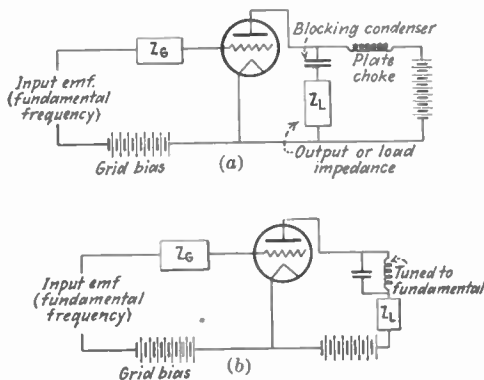 Blocking condenser
Z_G
Plate
choke
Input emf.
(fundamental
frequency)
Z_L
Grid bias
(a)
Output or load
impedance
Z_G
Input emf
(fundamental
frequency)
Tuned to
fundamental
Z_L
Grid bias
(b)